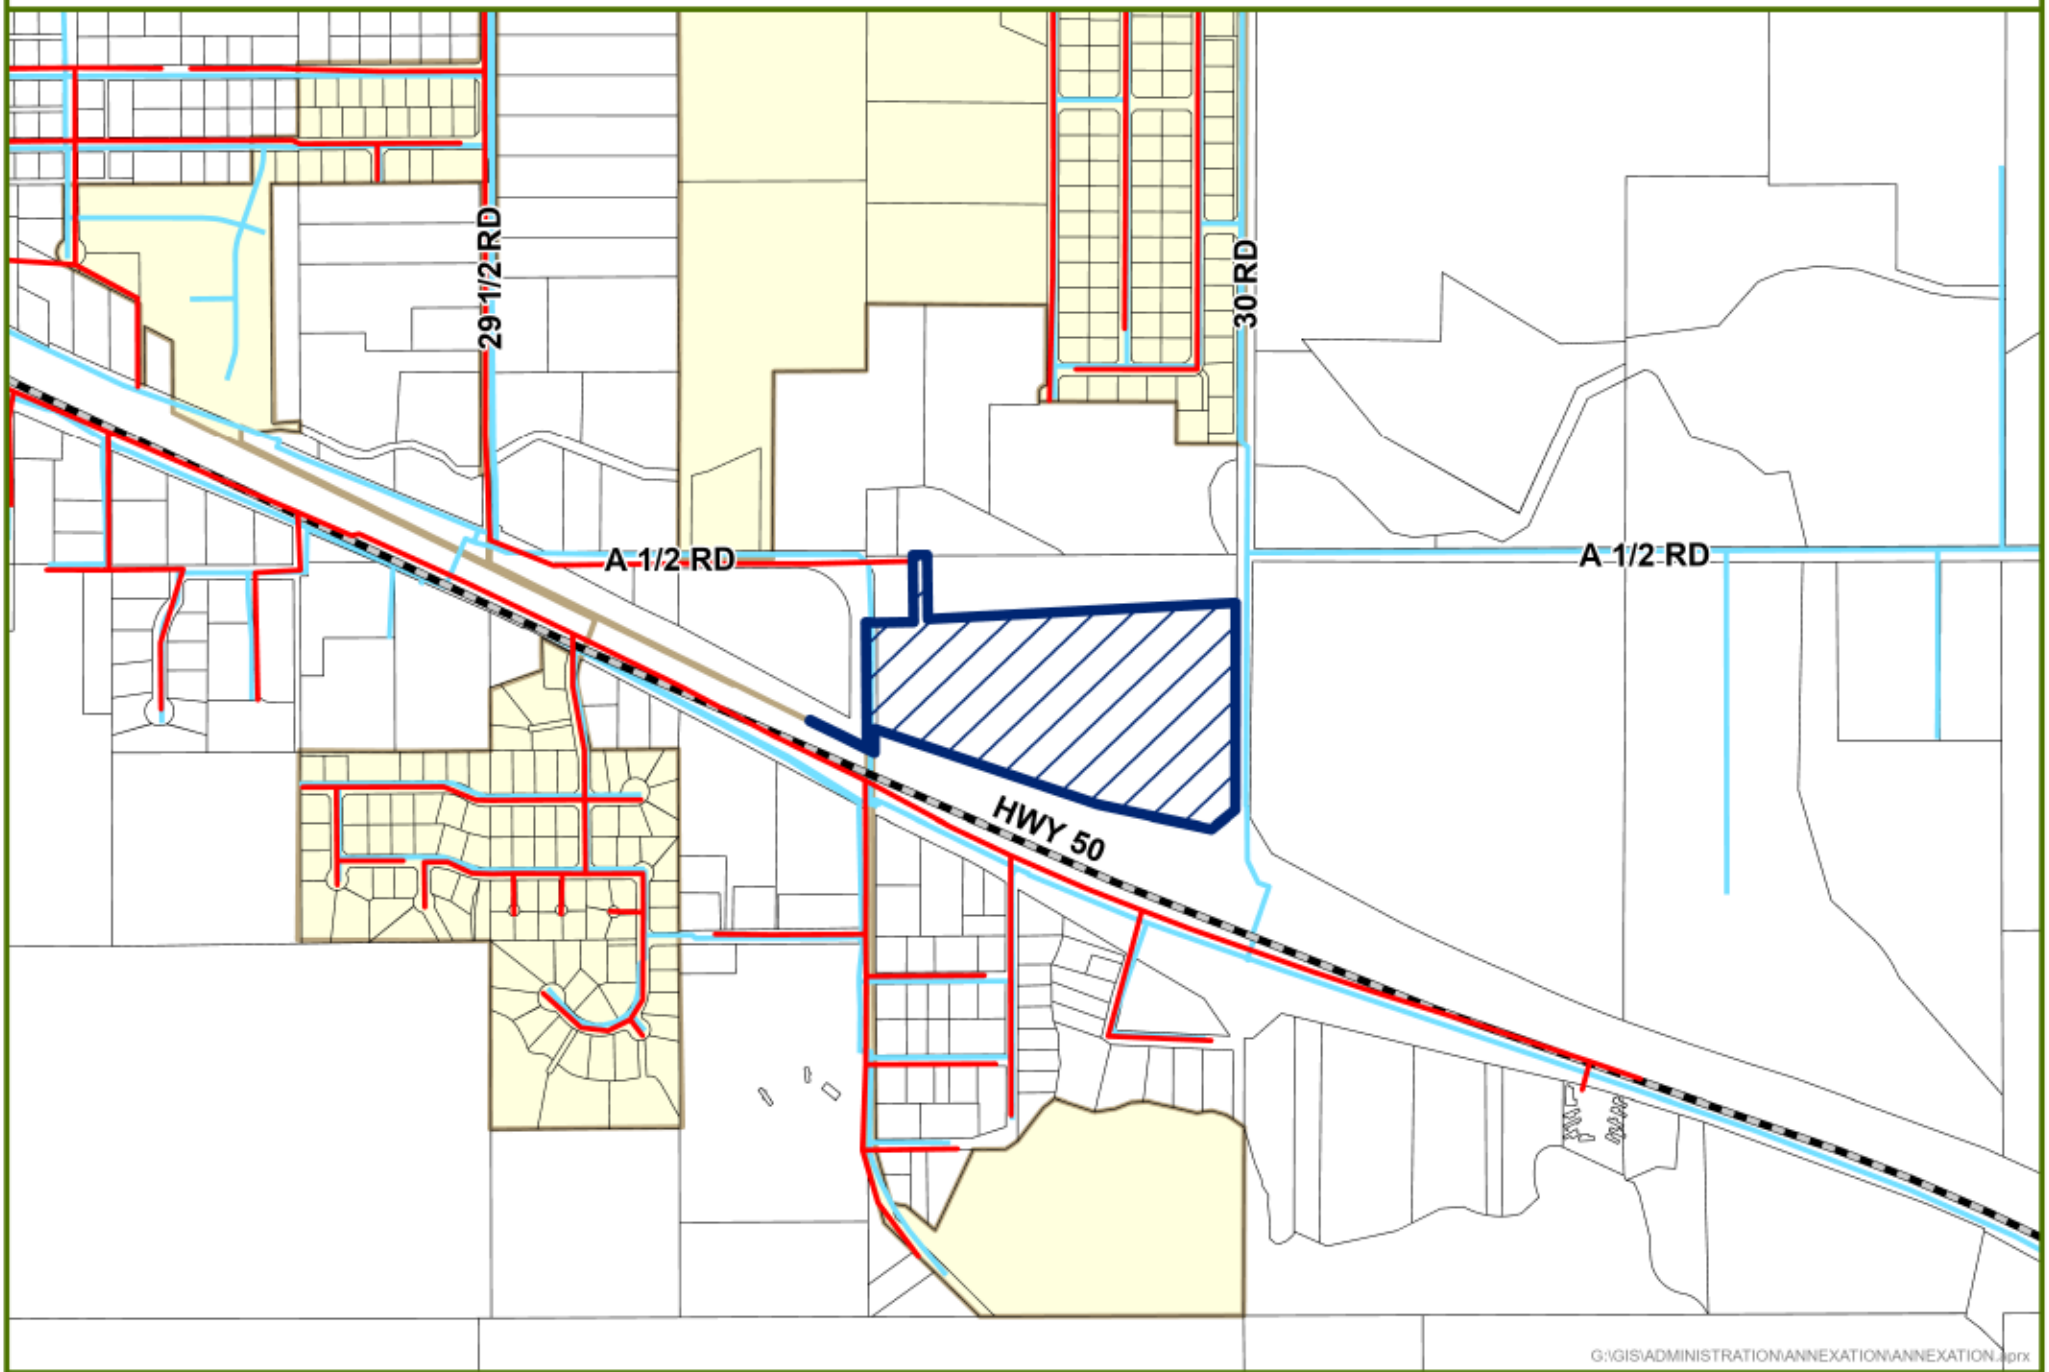 29 1/2 RD
30 RD
A 1/2 RD
A 1/2 RD
HWY 50
G:\GIS\ADMINISTRATION\ANNEXATION\ANNEXATION.aprx